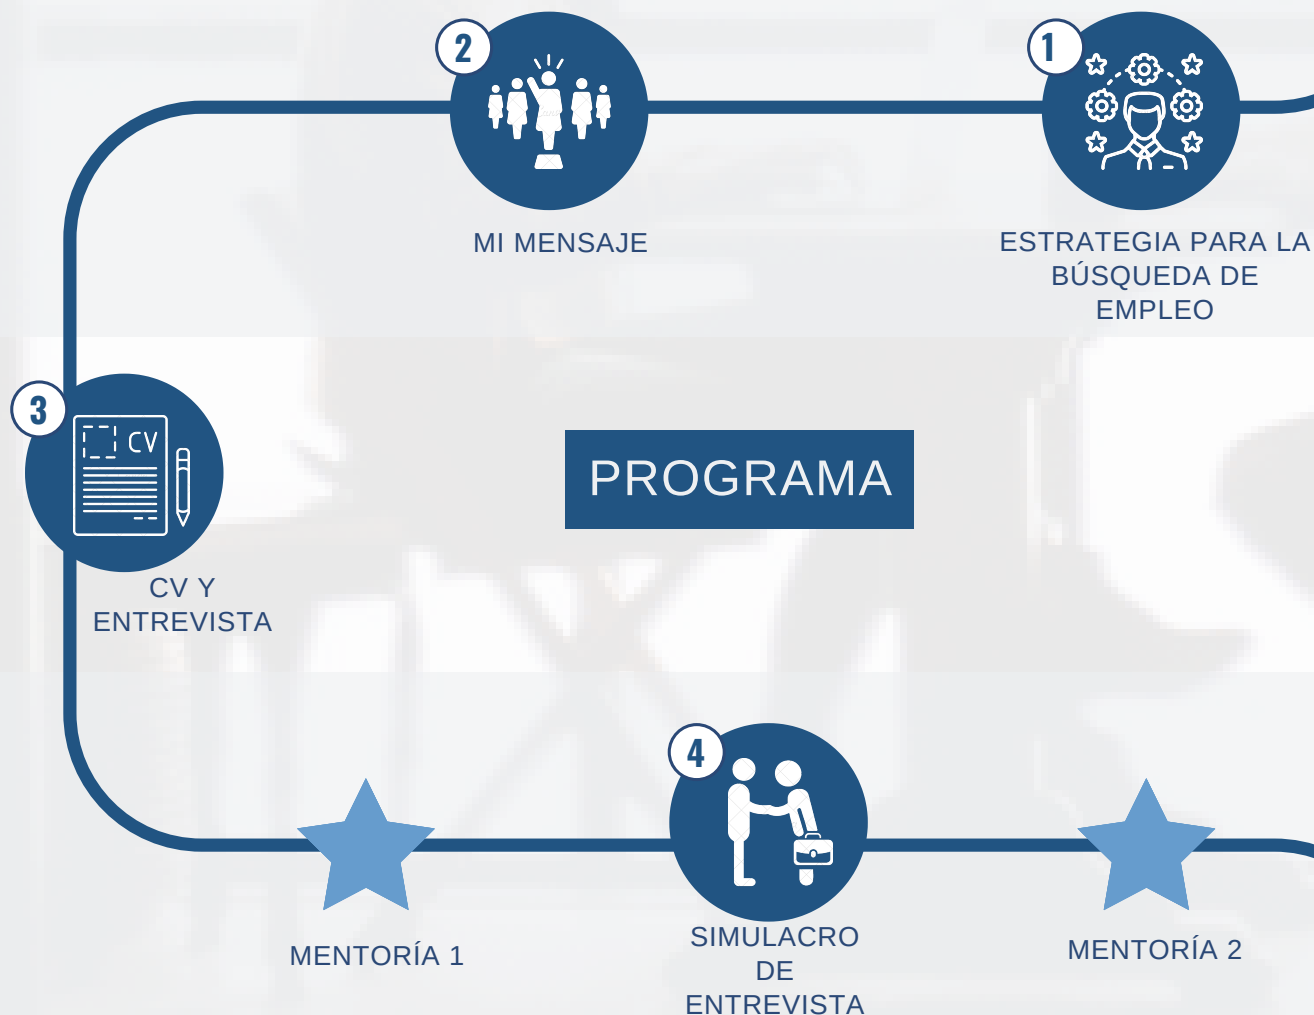 2
MI MENSAJE
1
ESTRATEGIA PARA LA
BÚSQUEDA DE
EMPLEO
3
CV
CV Y
ENTREVISTA
PROGRAMA
MENTORÍA 1
4
SIMULACRO
DE
ENTREVISTA
MENTORÍA 2